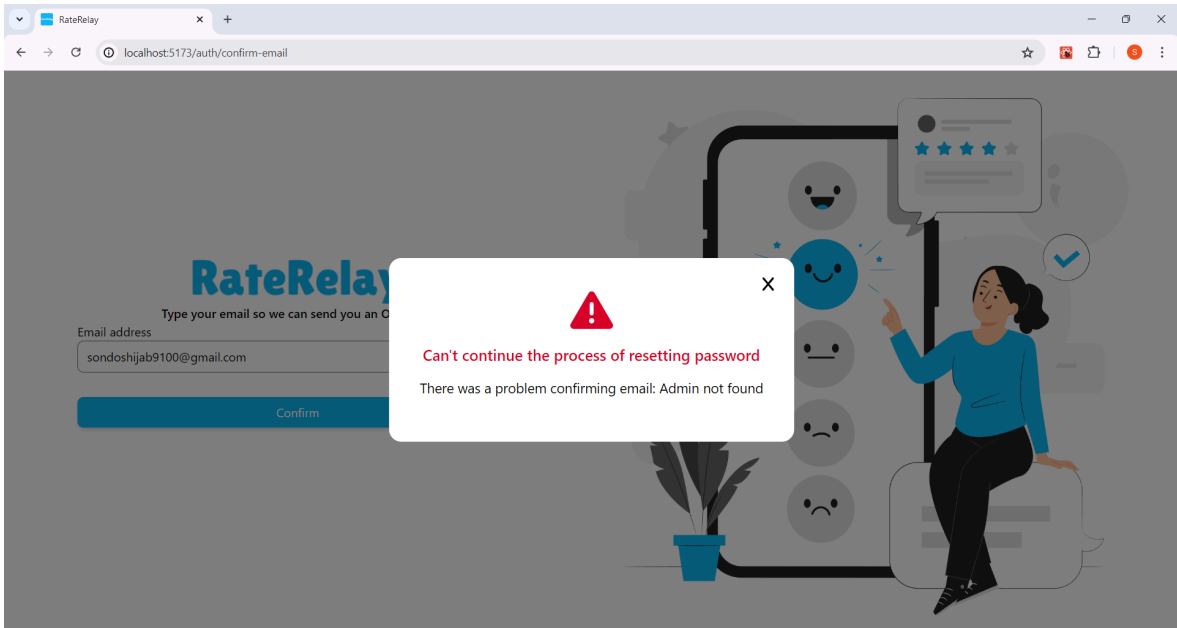 RateRelay
localhost:5173/auth/confirm-email
S
RateRelay
Type your email so we can send you an O
Email address
sondoshijab9100@gmail.com
Confirm
Can't continue the process of resetting password
There was a problem confirming email: Admin not found